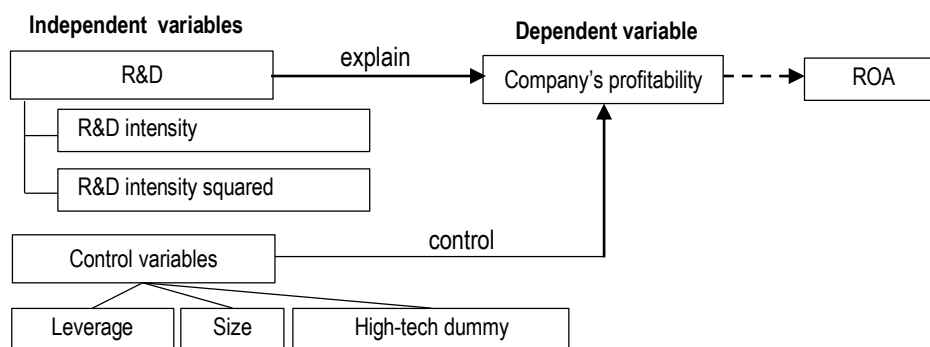 Independent variables
Dependent variable
R&D
explain
Company's profitability
ROA
R&D intensity
R&D intensity squared
Control variables
control
Leverage
Size
High-tech dummy